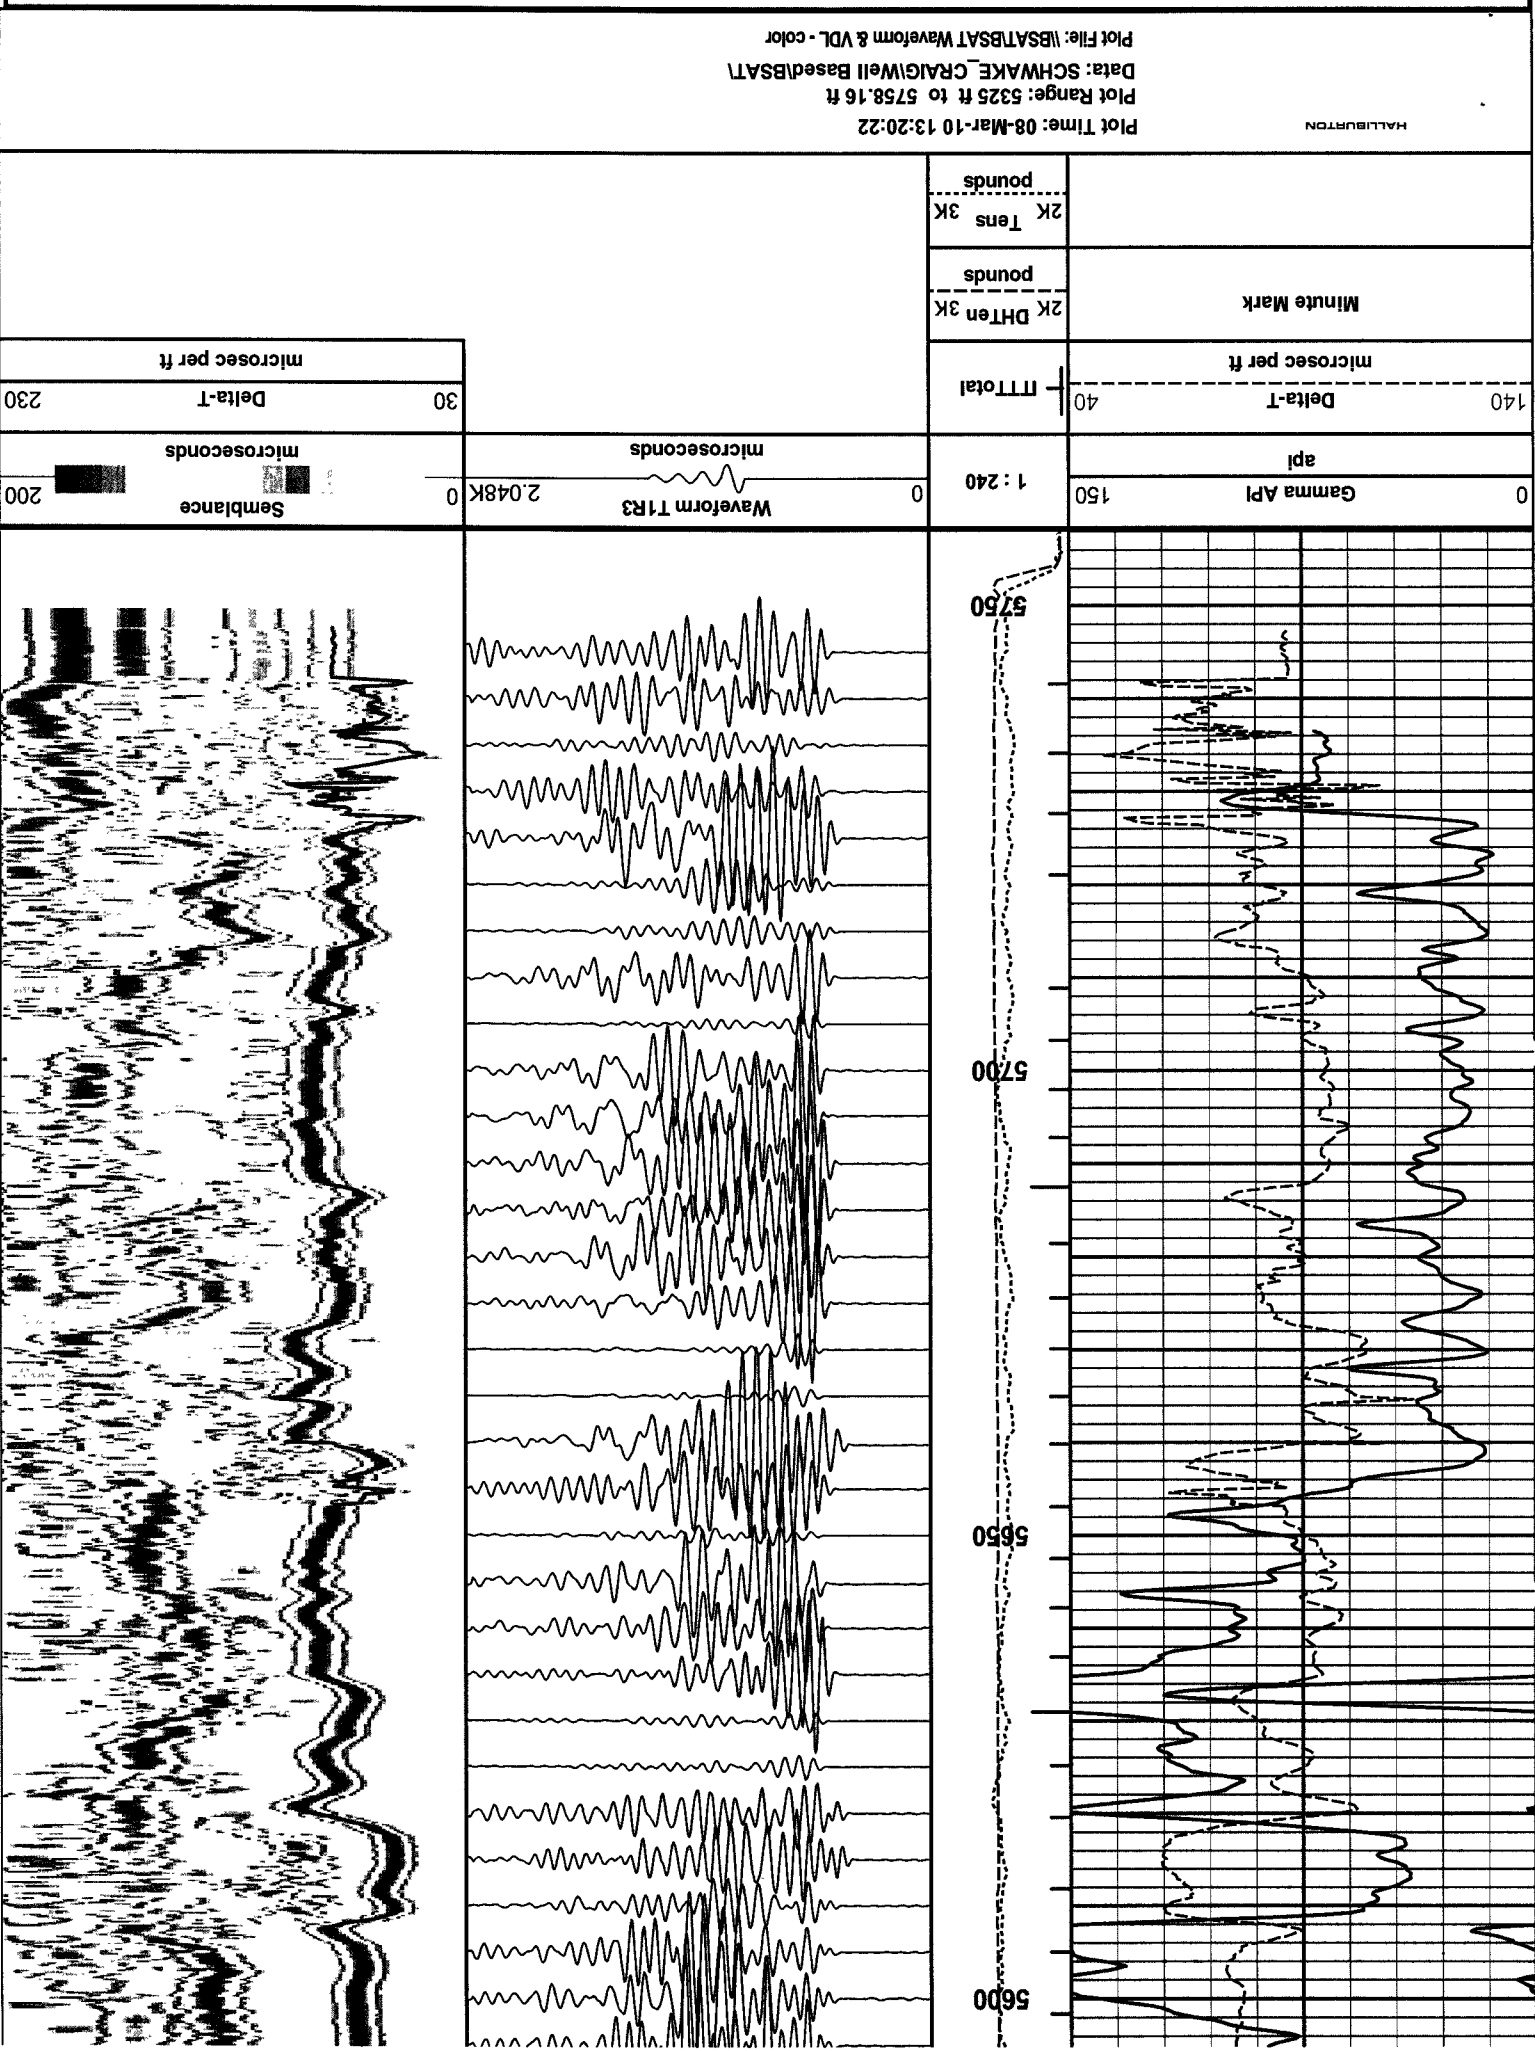 5600
5650
5700
5750
0 Gamma API 150
api
1 : 240
0 Waveform T1R3 2.048K
microseconds
0 Semblance 200
microseconds
140 Delta-T 40
microsec per ft
ITTTotal
30 Delta-T 230
microsec per ft
Minute Mark
2K DHTen 3K
pounds
2K Tens 3K
pounds
HALLIBURTON
Plot Time: 08-Mar-10 13:20:22
Plot Range: 5325 ft to 5758.16 ft
Data: SCHWAKE_CRAIG\Well Based\BSAT\
Plot File: \\BSAT\BSAT Waveform & VDL - color